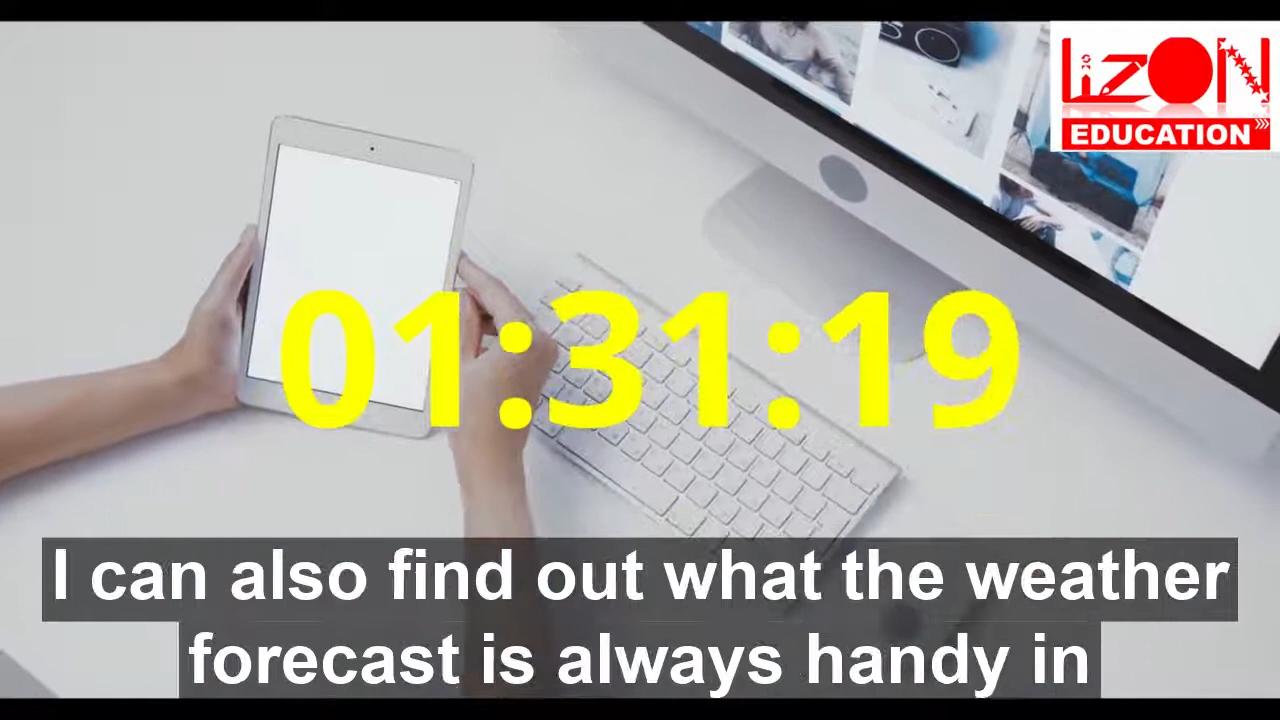 LizON
EDUCATION
01:31:19
I can also find out what the weather
forecast is always handy in